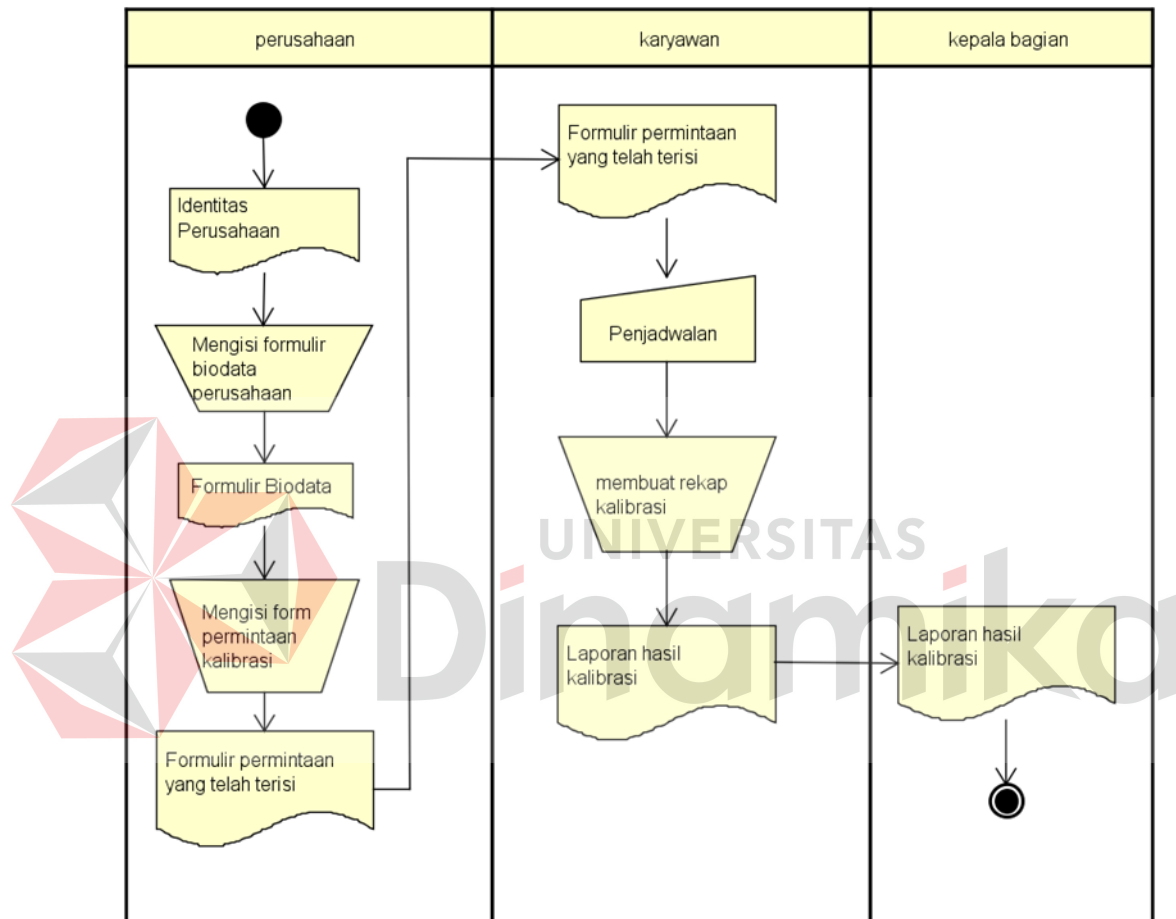 perusahaan
karyawan
kepala bagian
Identitas
Perusahaan
Mengisi formulir
biodata
perusahaan
Formulir Biodata
Mengisi form
permintaan
kalibrasi
Formulir permintaan
yang telah terisi
Formulir permintaan
yang telah terisi
Penjadwalan
membuat rekap
kalibrasi
Laporan hasil
kalibrasi
Laporan hasil
kalibrasi
UNIVERSITAS
Dinamika